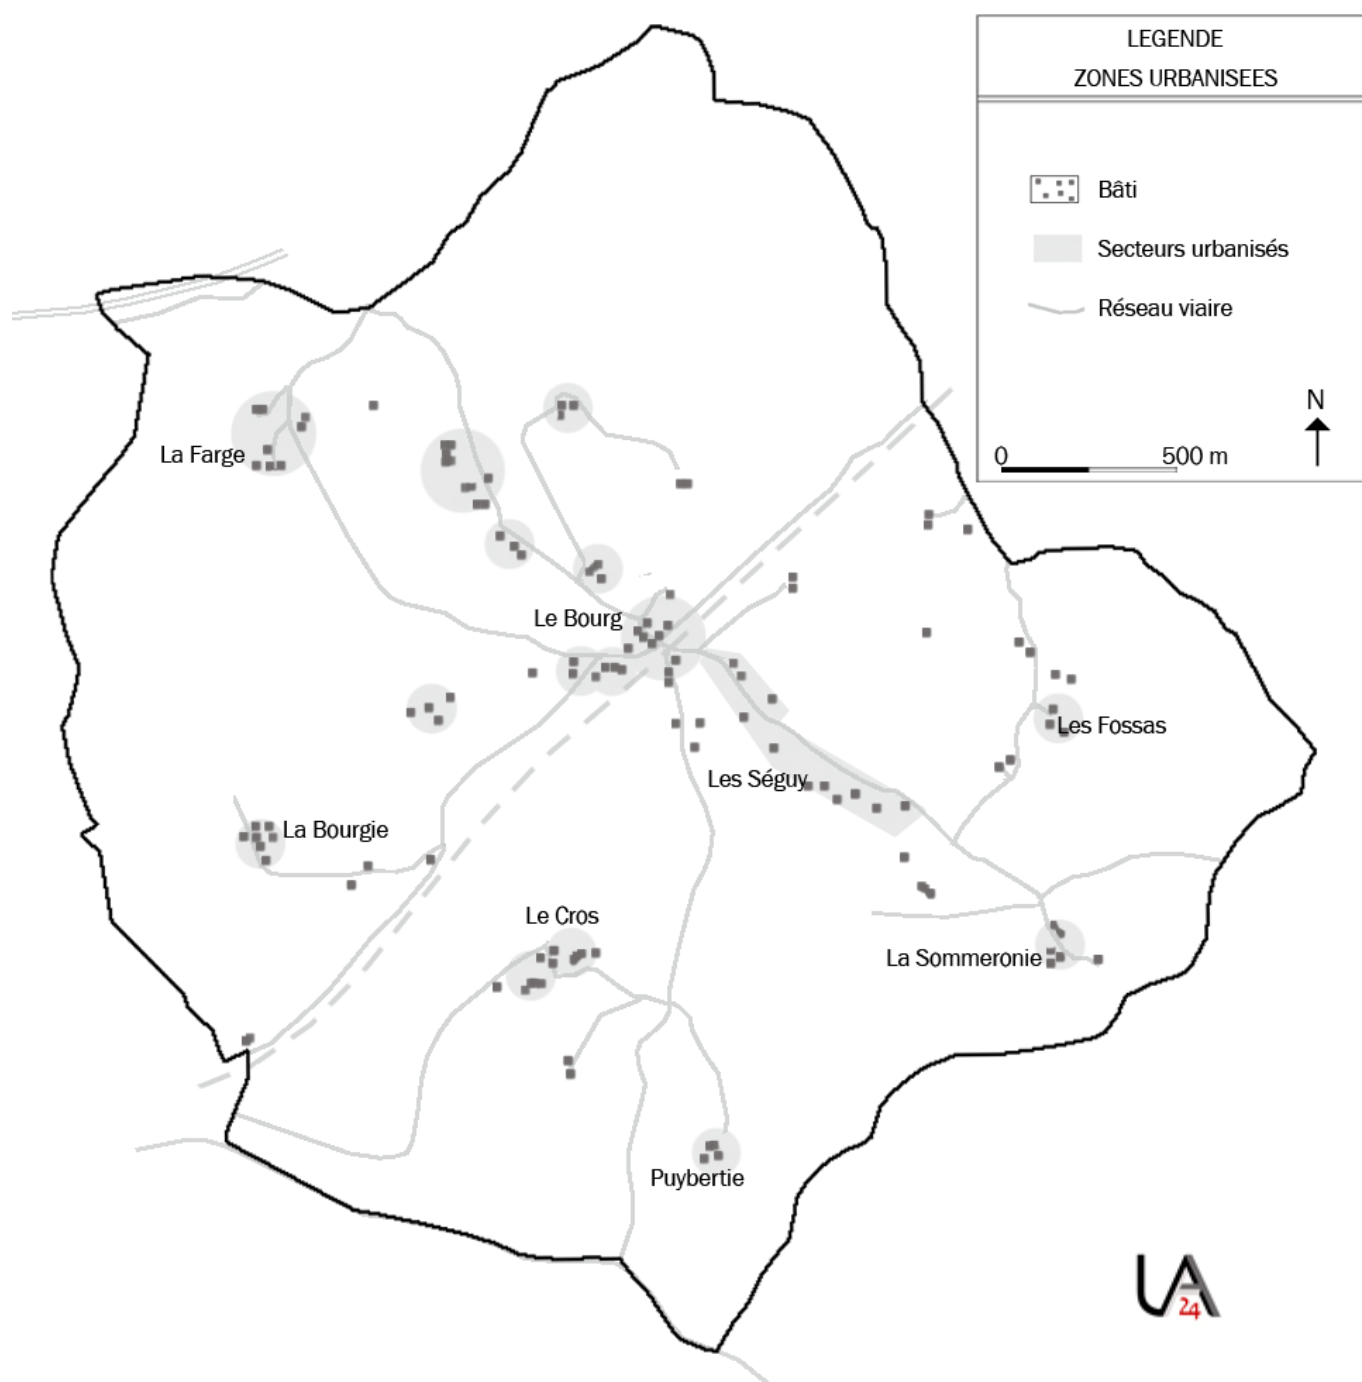 LEGENDE
ZONES URBANISEES
Bâti
Secteurs urbanisés
Réseau viaire
N
0 500 m
La Farge
Le Bourg
Les Fossas
Les Séguy
La Bourgie
Le Cros
La Sommeronie
Puybertie
UA
24